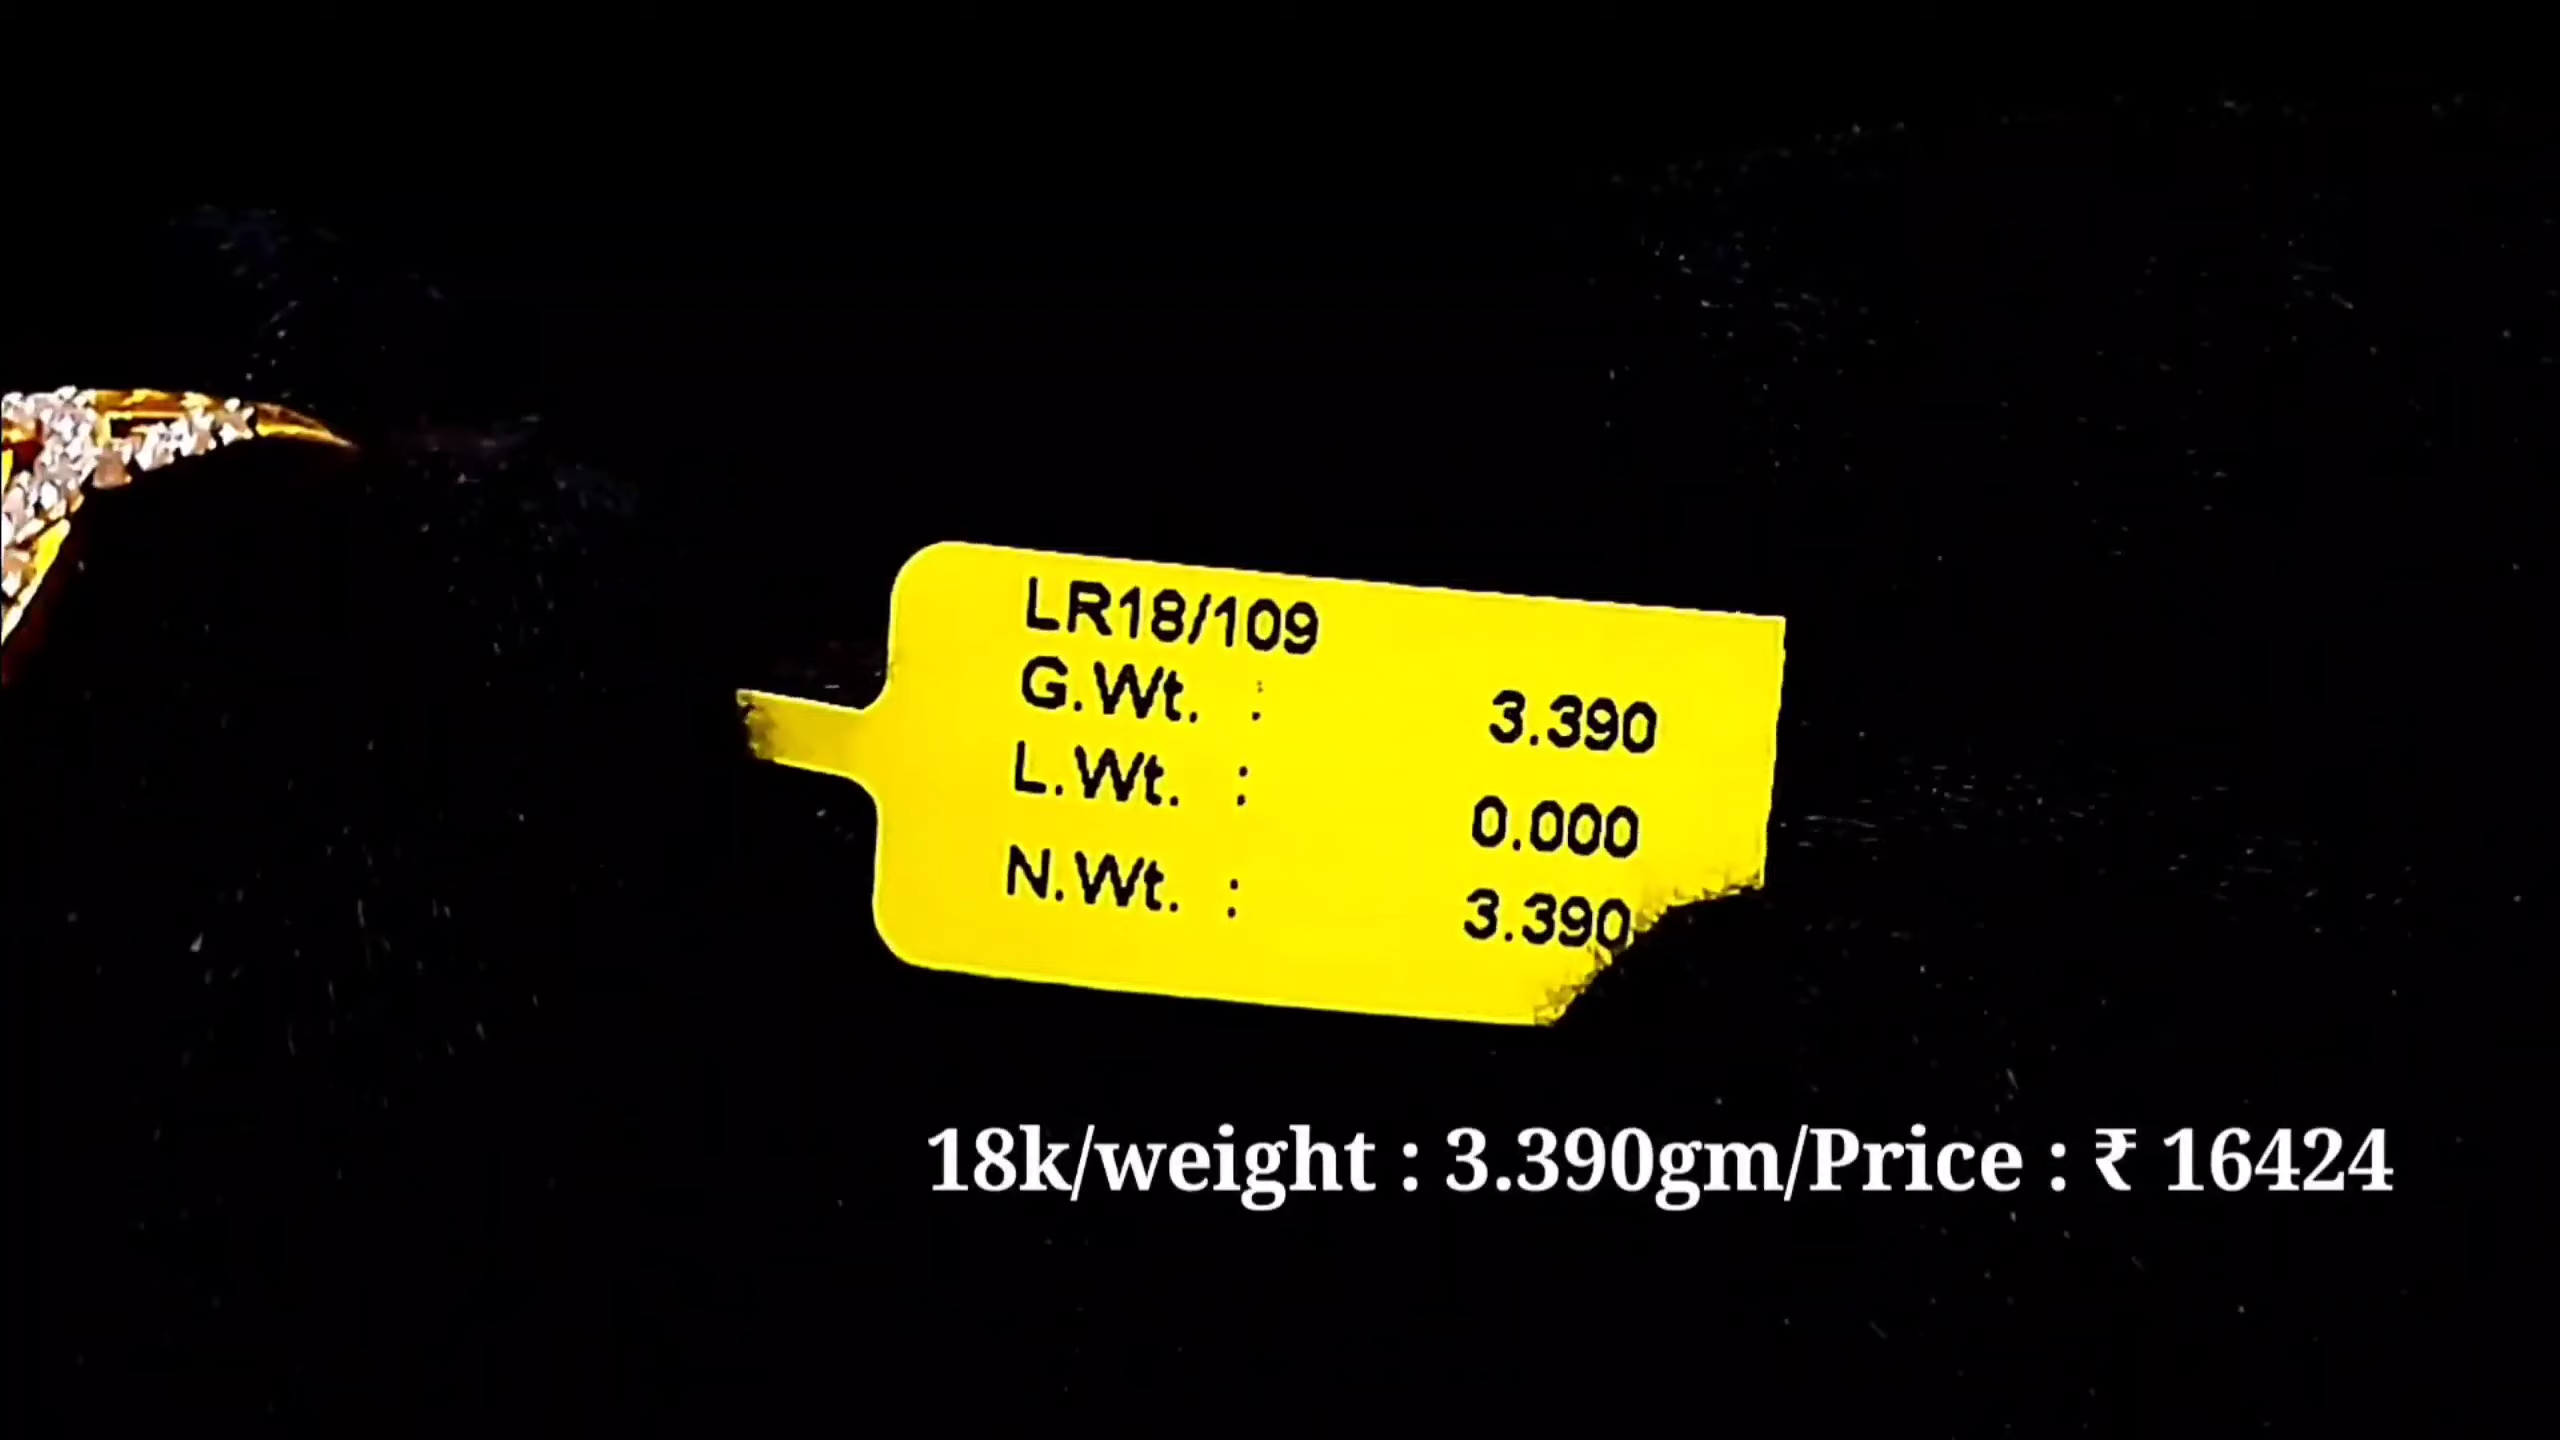 LR18/109
G.Wt. : 3.390
L.Wt. : 0.000
N.Wt. : 3.390
18k/weight : 3.390gm/Price : ₹ 16424